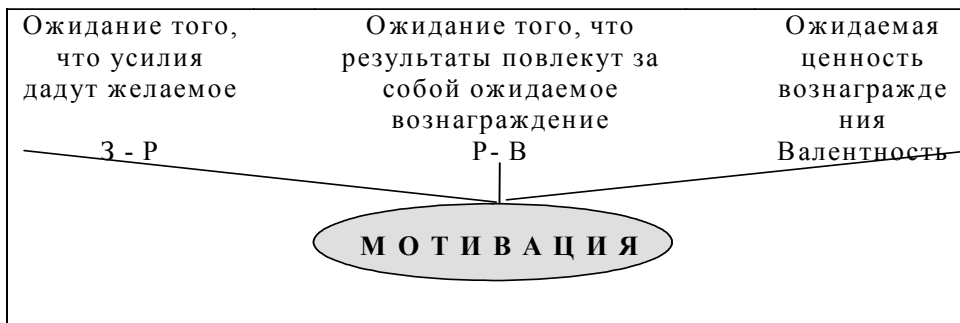 Ожидание того,
что усилия
дадут желаемое
З - Р
Ожидание того, что
результаты повлекут за
собой ожидаемое
вознаграждение
Р- В
Ожидаемая
ценность
вознагражде
ния
Валентность
МОТИВАЦИЯ